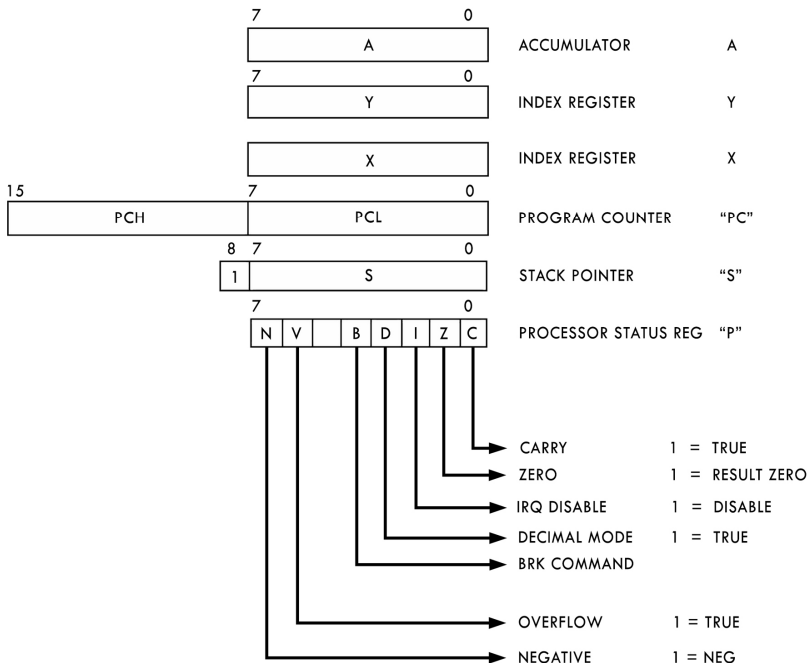 7 0
A ACCUMULATOR A
7 0
Y INDEX REGISTER Y
X INDEX REGISTER X
15 7 0
PCH PCL PROGRAM COUNTER “PC”
8 7 0
1 S STACK POINTER “S”
7 0
N V B D I Z C PROCESSOR STATUS REG “P”
CARRY 1 = TRUE
ZERO 1 = RESULT ZERO
IRQ DISABLE 1 = DISABLE
DECIMAL MODE 1 = TRUE
BRK COMMAND
OVERFLOW 1 = TRUE
NEGATIVE 1 = NEG